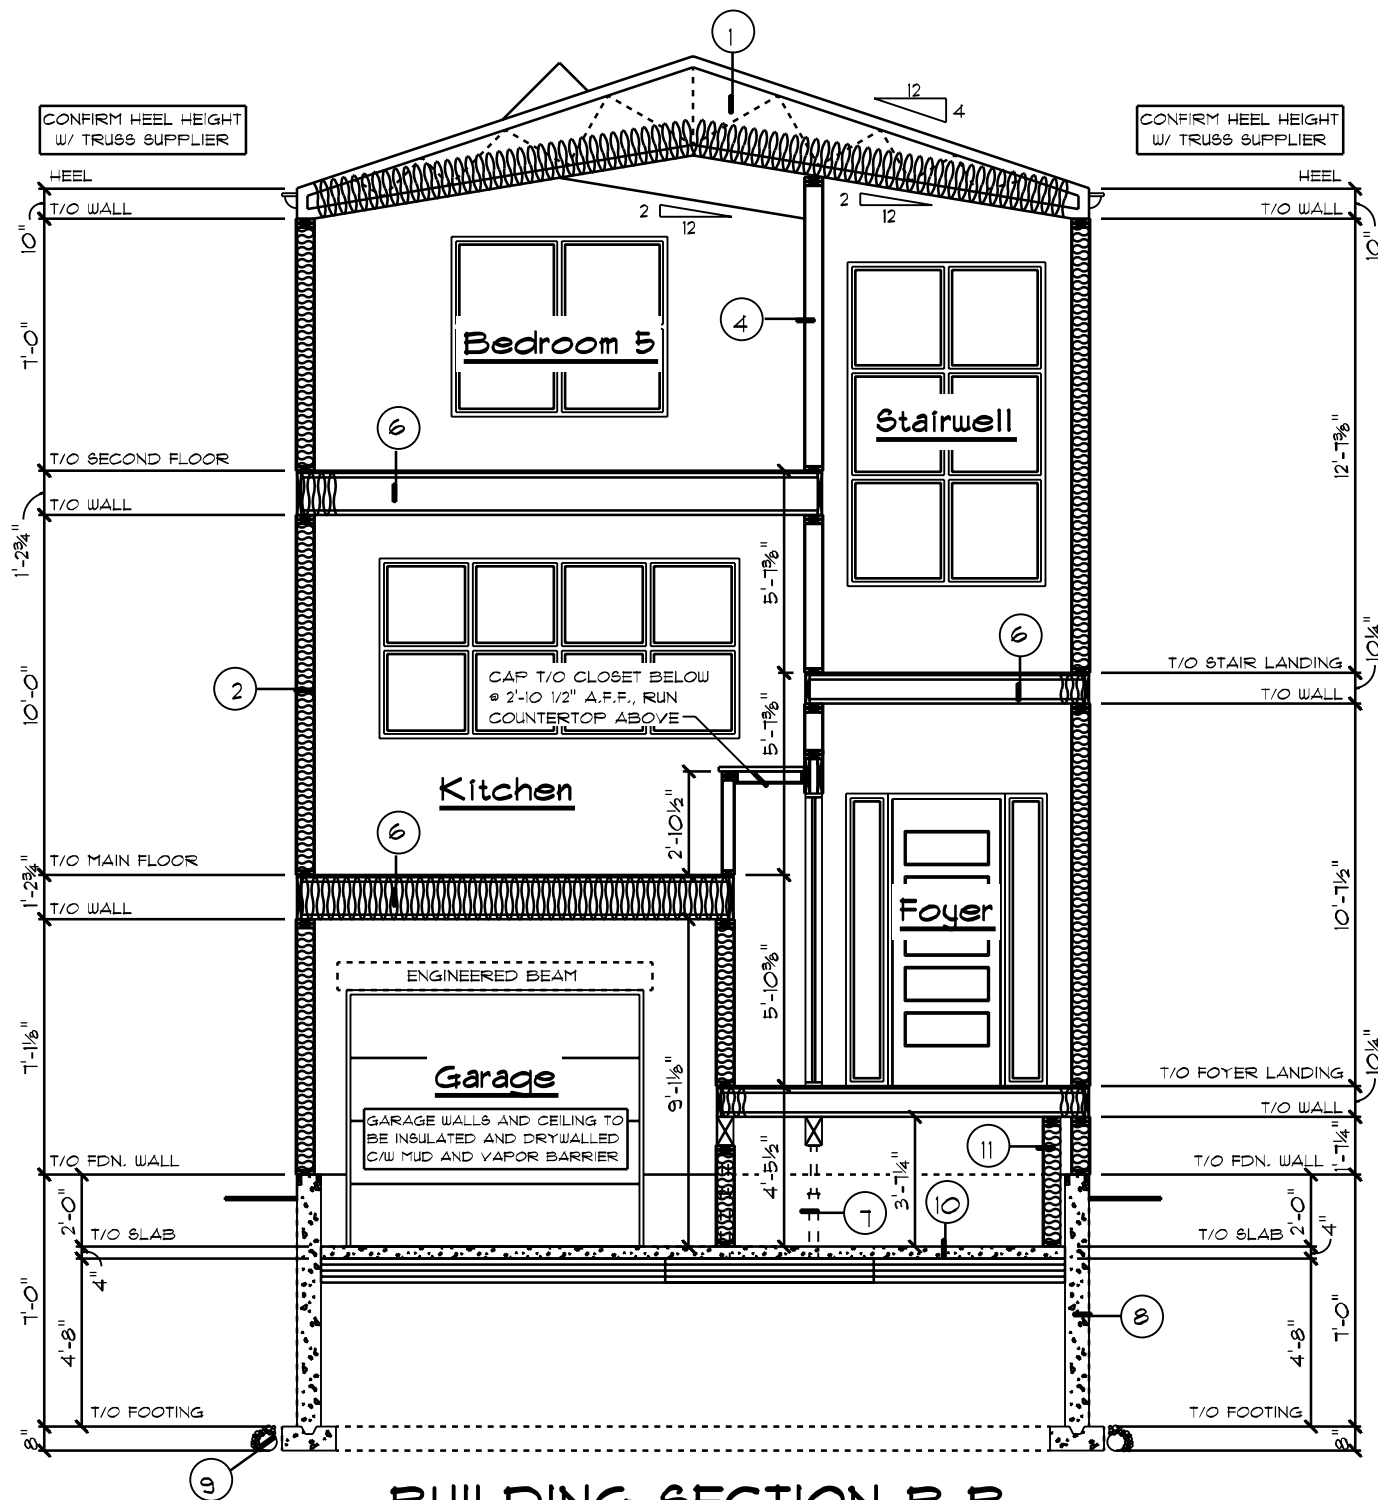 1
12
4
CONFIRM HEEL HEIGHT
W/ TRUSS SUPPLIER
CONFIRM HEEL HEIGHT
W/ TRUSS SUPPLIER
HEEL
HEEL
T/O WALL
T/O WALL
10"
10"
2
12
2
12
7'-0"
4
Bedroom 5
Stairwell
12'-7⅜"
6
T/O SECOND FLOOR
T/O WALL
1'-2¾"
5'-7⅜"
6
10¼"
T/O STAIR LANDING
T/O WALL
2
10'-0"
CAP T/O CLOSET BELOW
@ 2'-10 1/2" A.F.F., RUN
COUNTERTOP ABOVE
5'-7⅜"
Kitchen
2'-10½"
6
T/O MAIN FLOOR
1'-2¾"
T/O WALL
10'-7½"
Foyer
ENGINEERED BEAM
5'-10⅜"
7'-1⅛"
9'-1⅛"
Garage
T/O FOYER LANDING
10¼"
T/O WALL
GARAGE WALLS AND CEILING TO
BE INSULATED AND DRYWALLED
C/W MUD AND VAPOR BARRIER
11
1'-7¼"
T/O FDN. WALL
T/O FDN. WALL
4'-5½"
3'-7¼"
10
7
2'-0"
2'-0"
T/O SLAB
T/O SLAB
4"
4"
7'-0"
7'-0"
8
4'-8"
4'-8"
T/O FOOTING
T/O FOOTING
8"
8"
9
BUILDING SECTION B-B